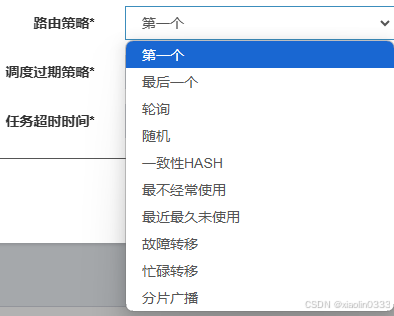 路由策略*
第一个
调度过期策略*
任务超时时间*
第一个
最后一个
轮询
随机
一致性HASH
最不经常使用
最近最久未使用
故障转移
忙碌转移
分片广播
CSDN @xiaolin0333